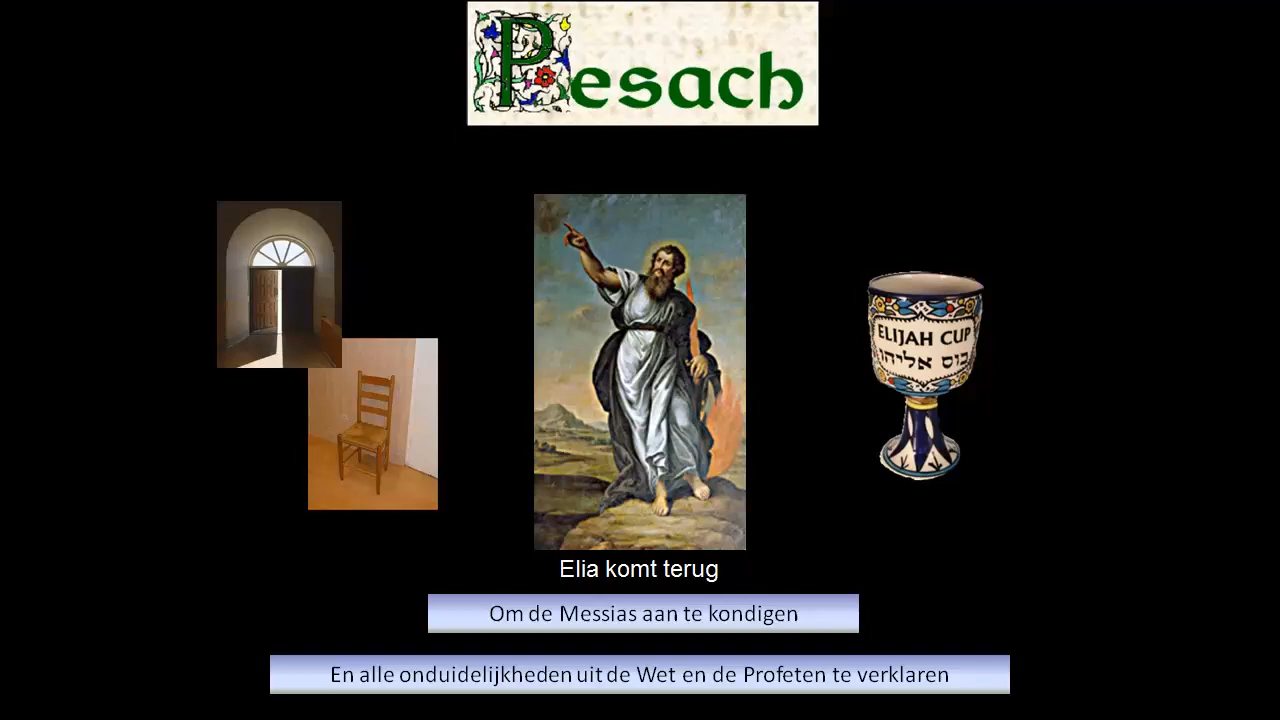 Pesach
ELIJAH CUP
כוס אליהו
Elia komt terug
Om de Messias aan te kondigen
En alle onduidelijkheden uit de Wet en de Profeten te verklaren